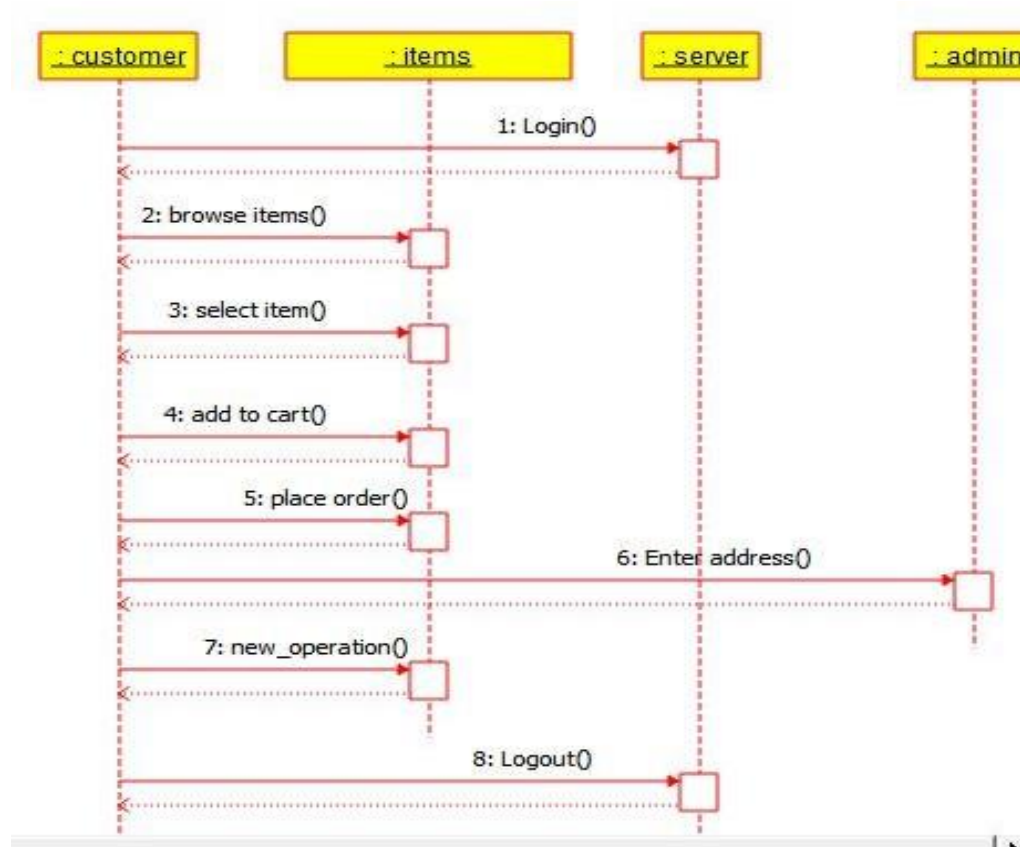 : customer
: items
: server
: admin
1: Login()
2: browse items()
3: select item()
4: add to cart()
5: place order()
6: Enter address()
7: new_operation()
8: Logout()